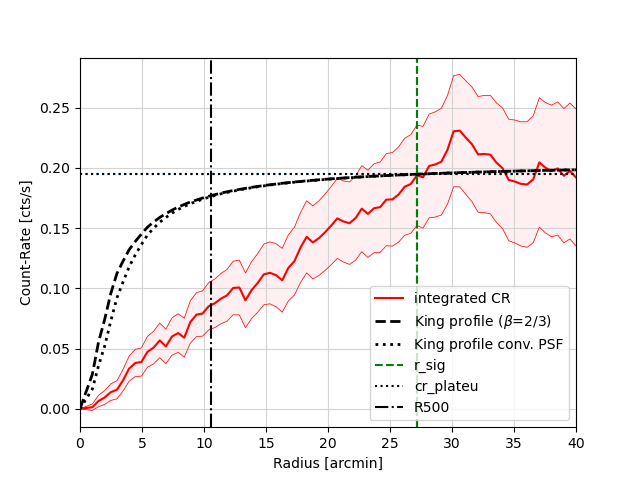 0.25
0.20
0.15
0.10
0.05
0.00
Count-Rate [cts/s]
integrated CR
King profile (β=2/3)
King profile conv. PSF
r_sig
cr_plateu
R500
0 5 10 15 20 25 30 35 40
Radius [arcmin]